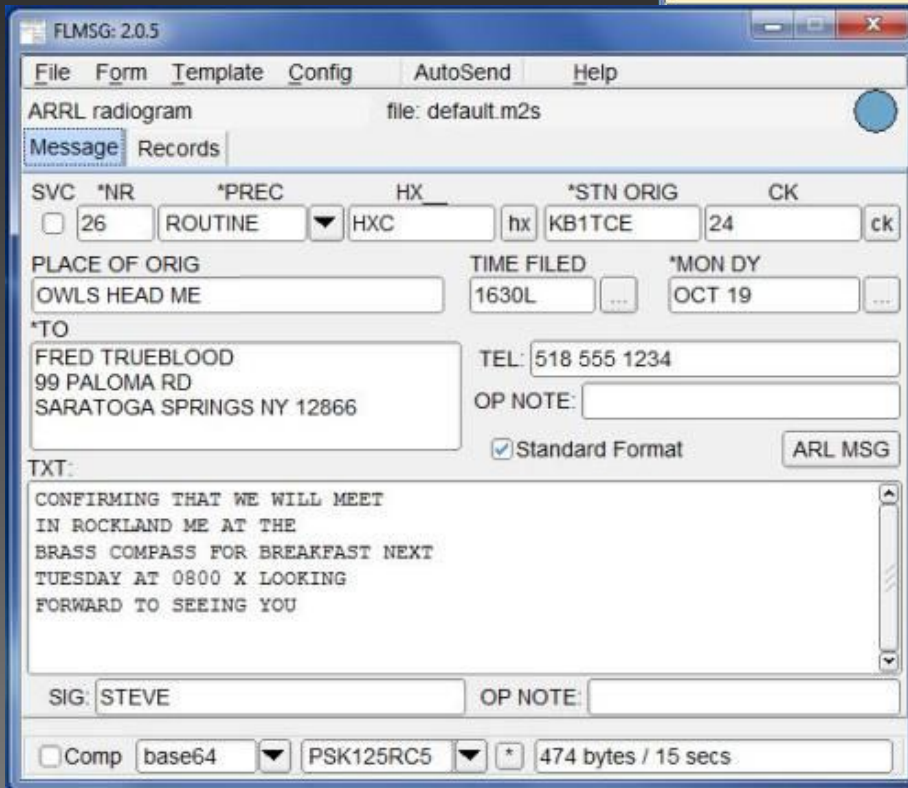 FLMSG: 2.0.5
File Form Template Config AutoSend Help
ARRL radiogram file: default.m2s
Message Records
SVC *NR *PREC HX__ *STN ORIG CK
26 ROUTINE HXC hx KB1TCE 24 ck
PLACE OF ORIG TIME FILED *MON DY
OWLS HEAD ME 1630L ... OCT 19 ...
*TO
FRED TRUEBLOOD
99 PALOMA RD
SARATOGA SPRINGS NY 12866
TEL: 518 555 1234
OP NOTE:
Standard Format ARL MSG
TXT:
CONFIRMING THAT WE WILL MEET
IN ROCKLAND ME AT THE
BRASS COMPASS FOR BREAKFAST NEXT
TUESDAY AT 0800 X LOOKING
FORWARD TO SEEING YOU
SIG: STEVE OP NOTE:
Comp base64 PSK125RC5 * 474 bytes / 15 secs